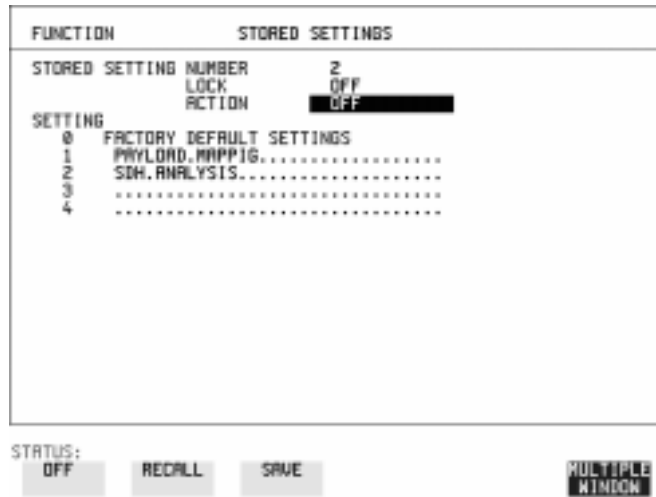 FUNCTION STORED SETTINGS
STORED SETTING NUMBER 2
LOCK OFF
ACTION OFF
SETTING
0 FACTORY DEFAULT SETTINGS
1 PAYLOAD.MAPPIG..................
2 SDH.ANALYSIS....................
3 ................................
4 ................................
STATUS:
OFF RECALL SAVE MULTIPLE WINDOW